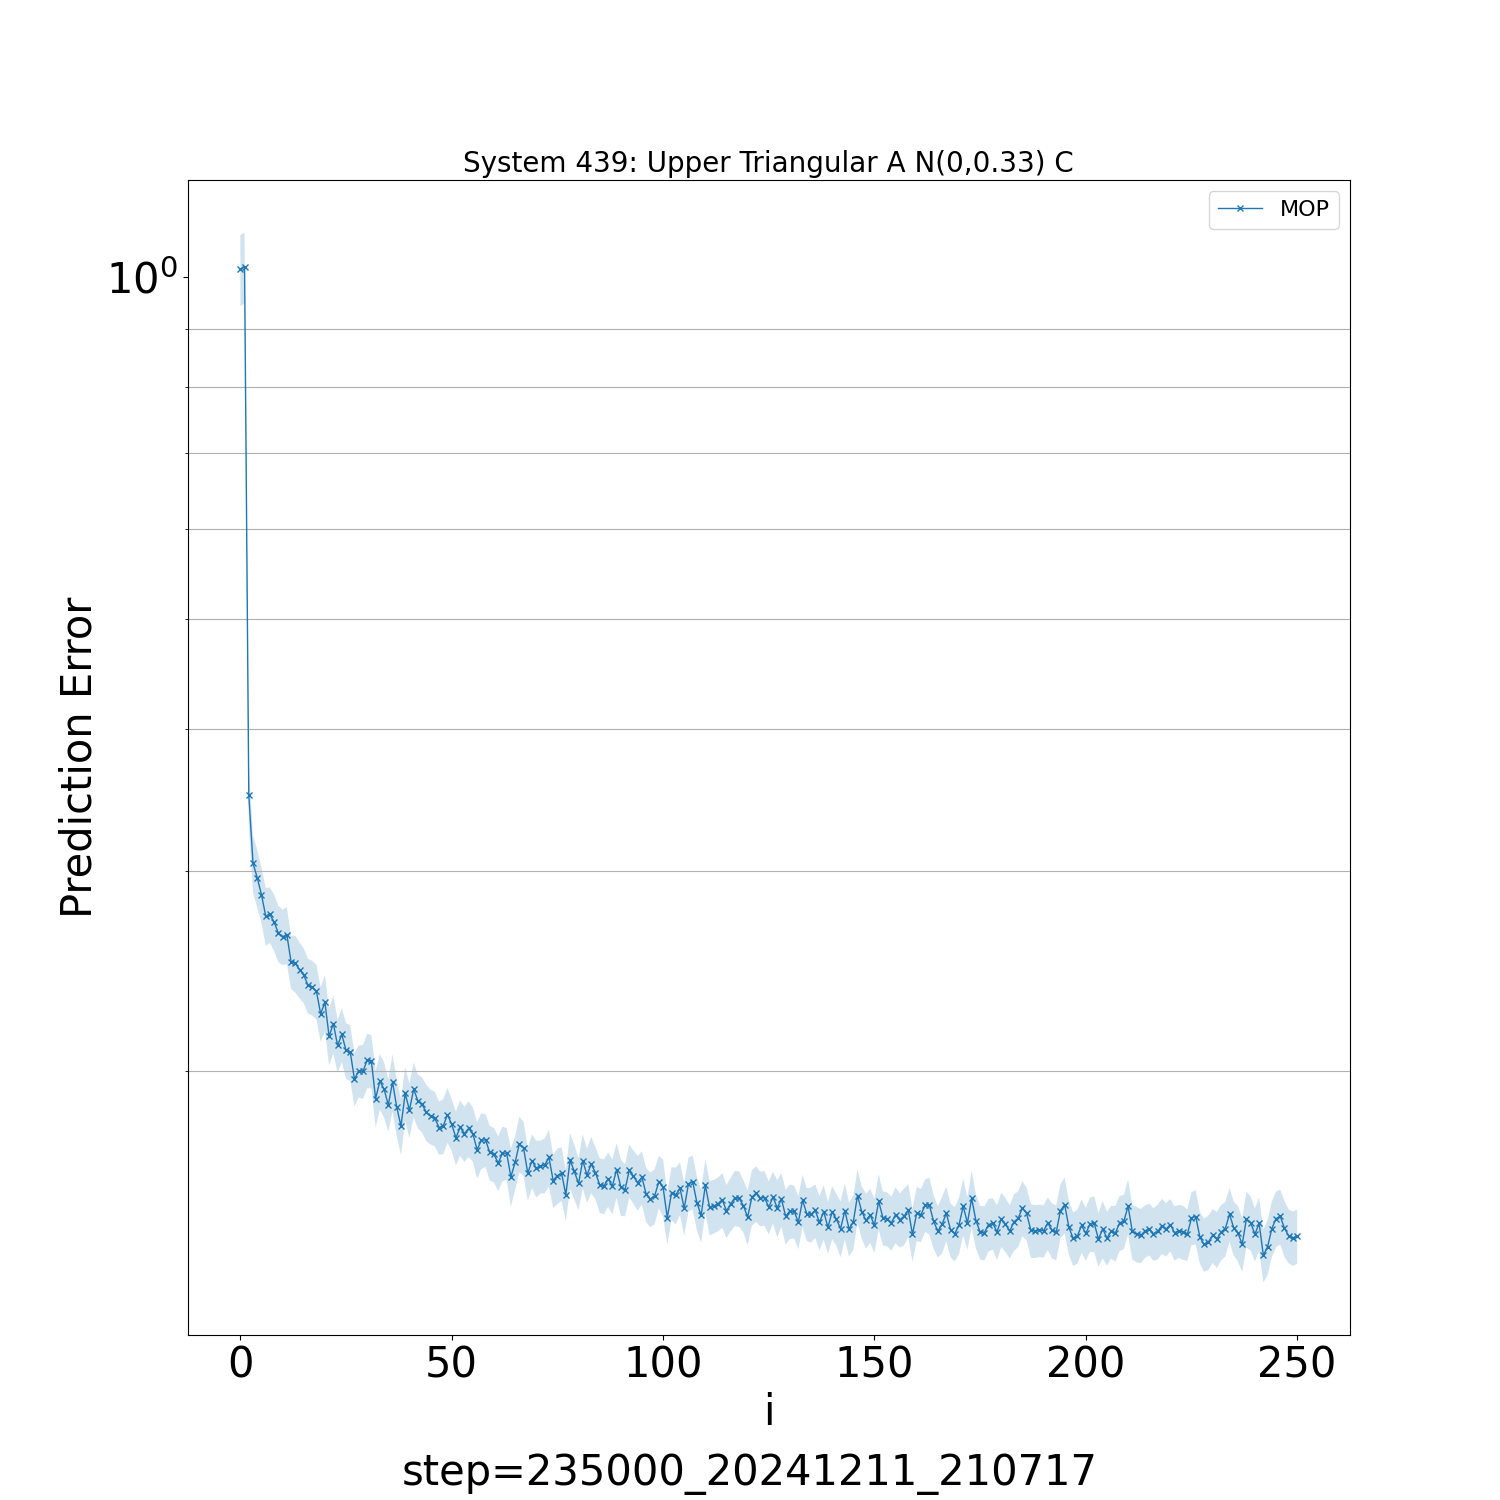 System 439: Upper Triangular A N(0,0.33) C
MOP
10⁰
Prediction Error
0 50 100 150 200 250
i
step=235000_20241211_210717